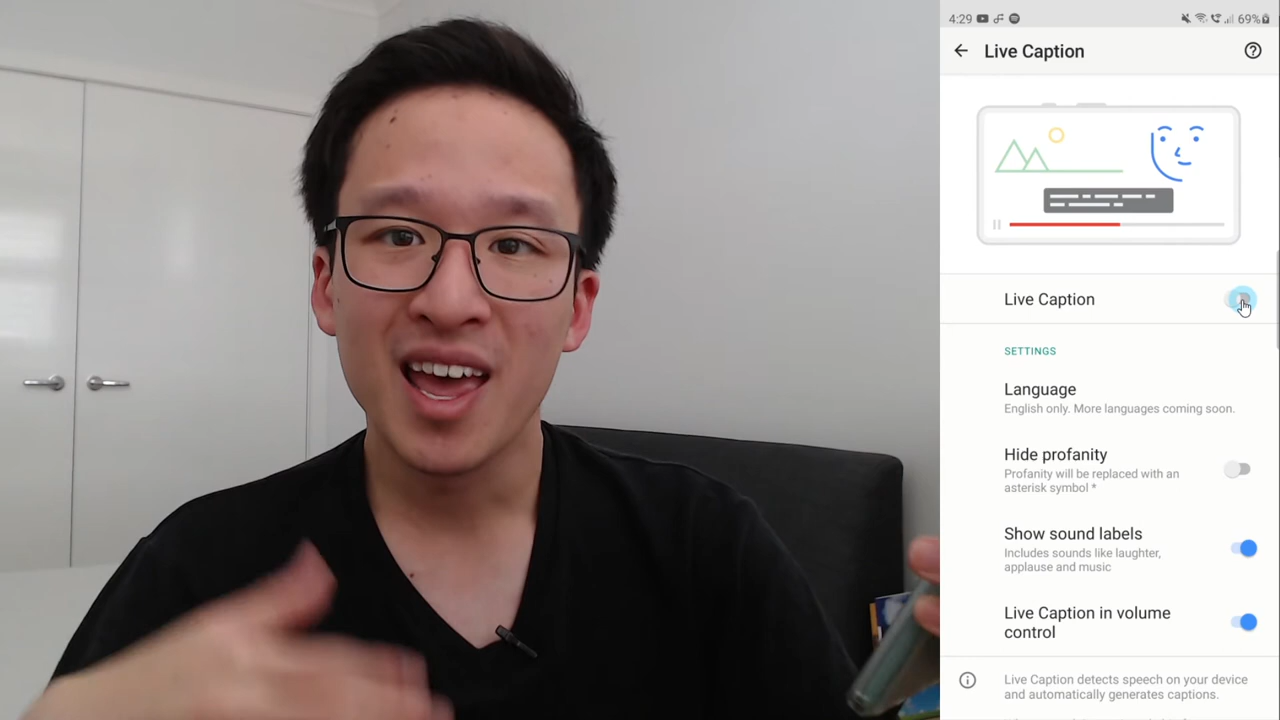 4:29 69%
Live Caption
Live Caption
SETTINGS
Language
English only. More languages coming soon.
Hide profanity
Profanity will be replaced with an
asterisk symbol *
Show sound labels
Includes sounds like laughter,
applause and music
Live Caption in volume
control
Live Caption detects speech on your device
and automatically generates captions.